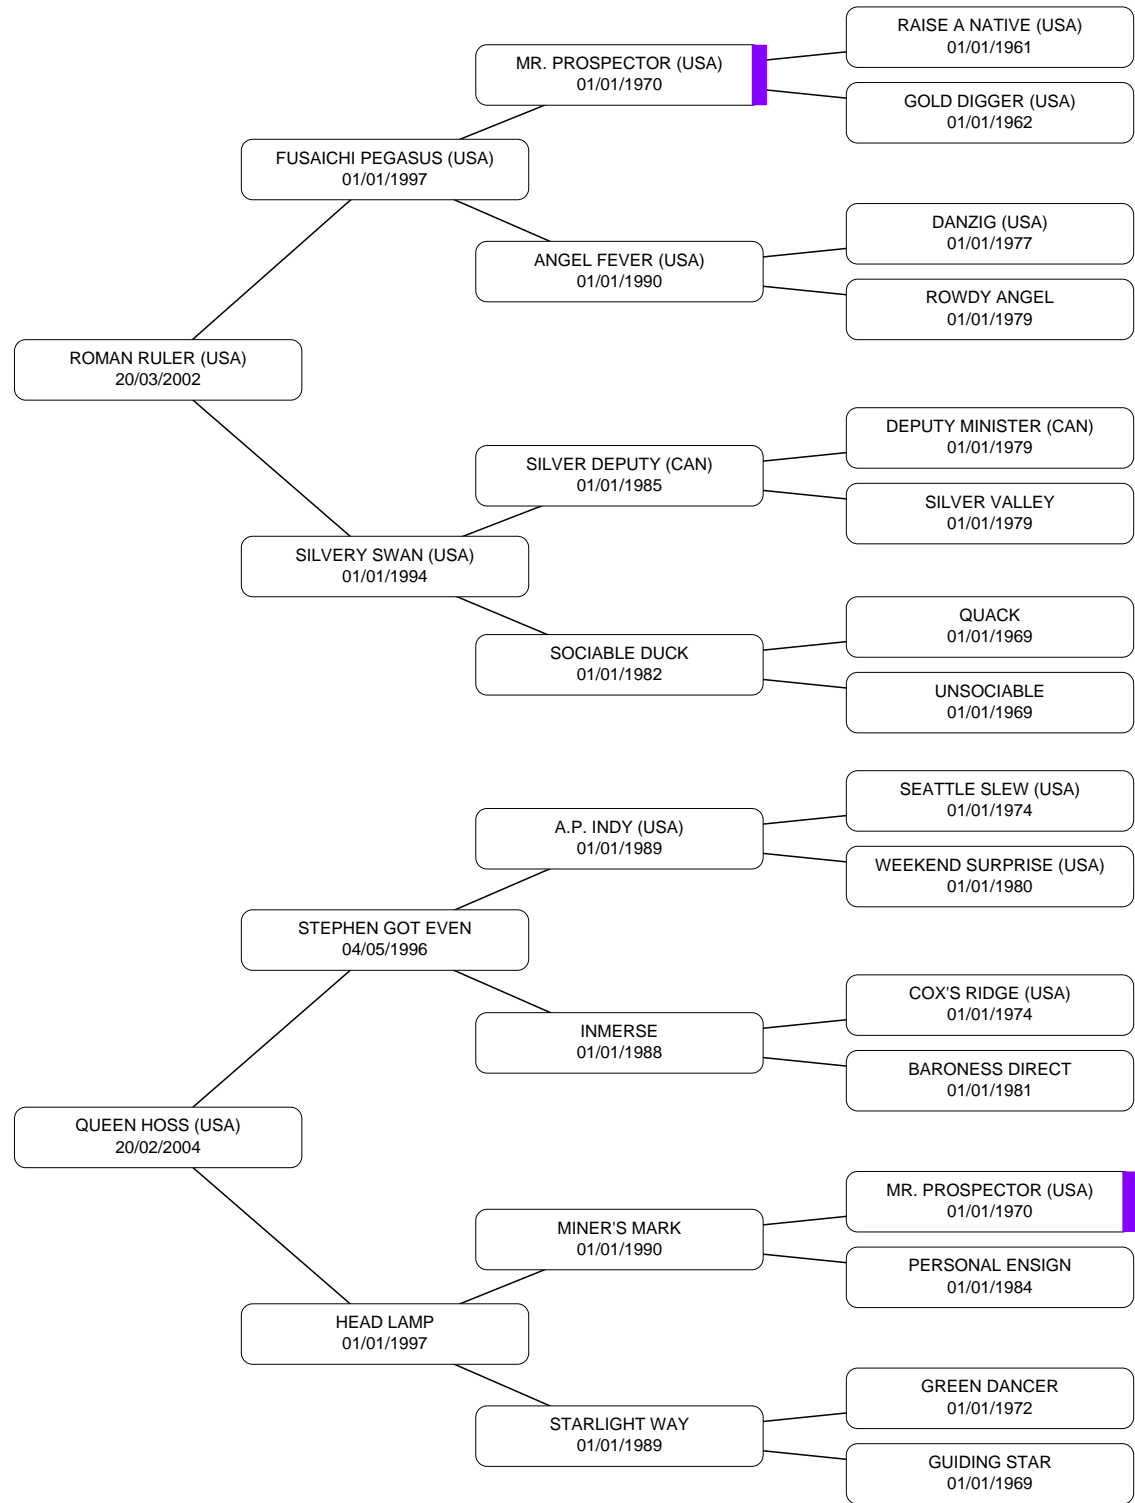 RAISE A NATIVE (USA)
01/01/1961
MR. PROSPECTOR (USA)
01/01/1970
GOLD DIGGER (USA)
01/01/1962
FUSAICHI PEGASUS (USA)
01/01/1997
DANZIG (USA)
01/01/1977
ANGEL FEVER (USA)
01/01/1990
ROWDY ANGEL
01/01/1979
ROMAN RULER (USA)
20/03/2002
DEPUTY MINISTER (CAN)
01/01/1979
SILVER DEPUTY (CAN)
01/01/1985
SILVER VALLEY
01/01/1979
SILVERY SWAN (USA)
01/01/1994
QUACK
01/01/1969
SOCIABLE DUCK
01/01/1982
UNSOCIABLE
01/01/1969
SEATTLE SLEW (USA)
01/01/1974
A.P. INDY (USA)
01/01/1989
WEEKEND SURPRISE (USA)
01/01/1980
STEPHEN GOT EVEN
04/05/1996
COX'S RIDGE (USA)
01/01/1974
INMERSE
01/01/1988
BARONESS DIRECT
01/01/1981
QUEEN HOSS (USA)
20/02/2004
MR. PROSPECTOR (USA)
01/01/1970
MINER'S MARK
01/01/1990
PERSONAL ENSIGN
01/01/1984
HEAD LAMP
01/01/1997
GREEN DANCER
01/01/1972
STARLIGHT WAY
01/01/1989
GUIDING STAR
01/01/1969